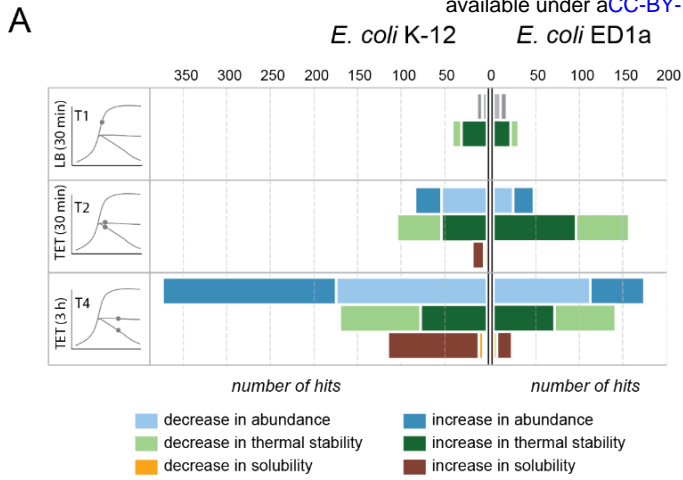 available under aCC-BY-
A
E. coli K-12 E. coli ED1a
350 300 250 200 150 100 50 0 50 100 150 200
LB (30 min)
T1
TET (30 min)
T2
TET (3 h)
T4
number of hits number of hits
decrease in abundance increase in abundance
decrease in thermal stability increase in thermal stability
decrease in solubility increase in solubility